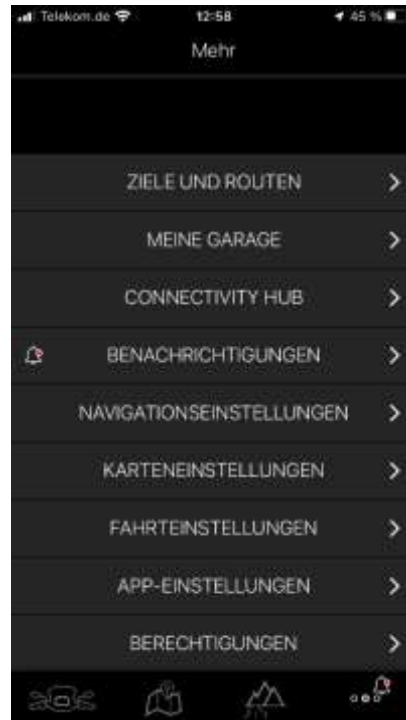 Telekom.de 12:58 45 %
Mehr
ZIELE UND ROUTEN
MEINE GARAGE
CONNECTIVITY HUB
BENACHRICHTIGUNGEN
NAVIGATIONSEINSTELLUNGEN
KARTENEINSTELLUNGEN
FAHRTEINSTELLUNGEN
APP-EINSTELLUNGEN
BERECHTIGUNGEN